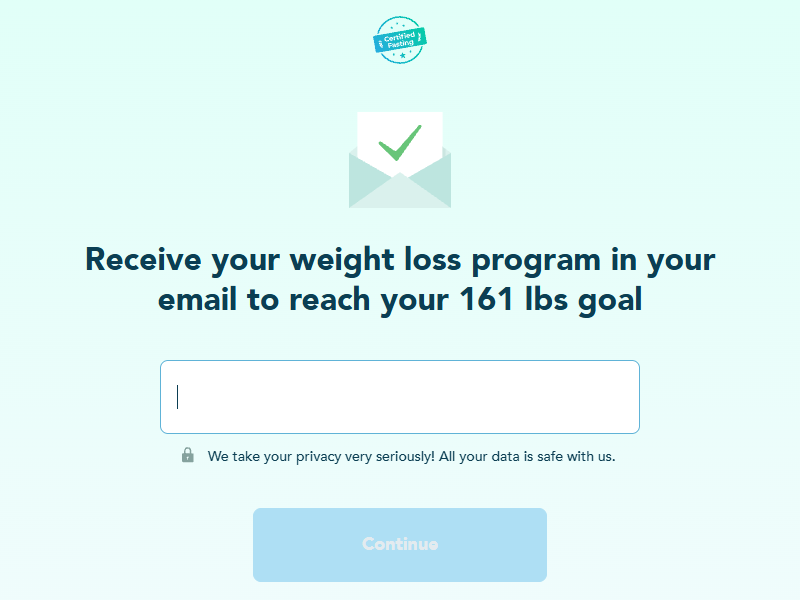 Certified
Fasting
Receive your weight loss program in your
email to reach your 161 lbs goal
We take your privacy very seriously! All your data is safe with us.
Continue